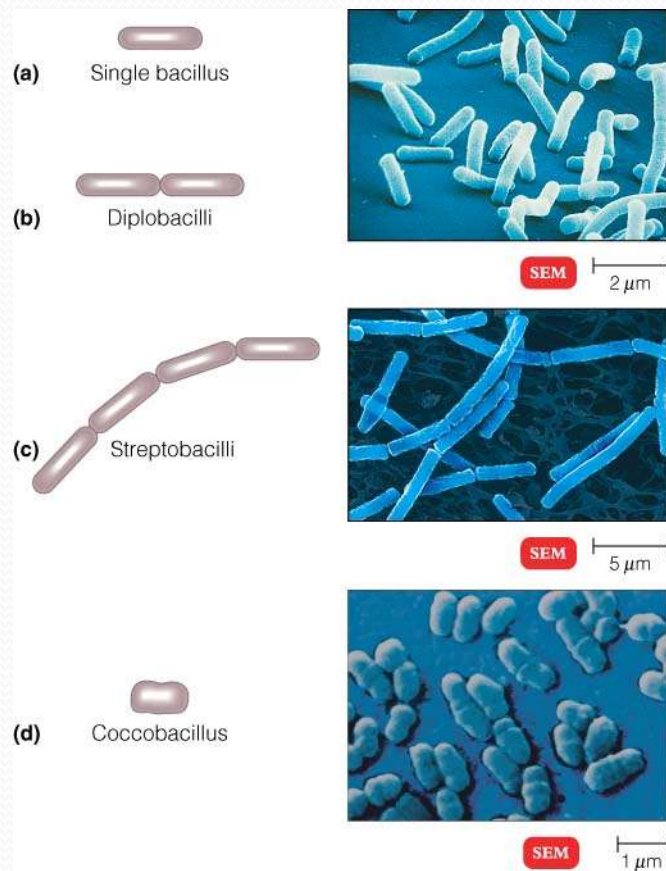 (a) Single bacillus
(b) Diplobacilli
SEM 2 μm
(c) Streptobacilli
SEM 5 μm
(d) Coccobacillus
SEM 1 μm